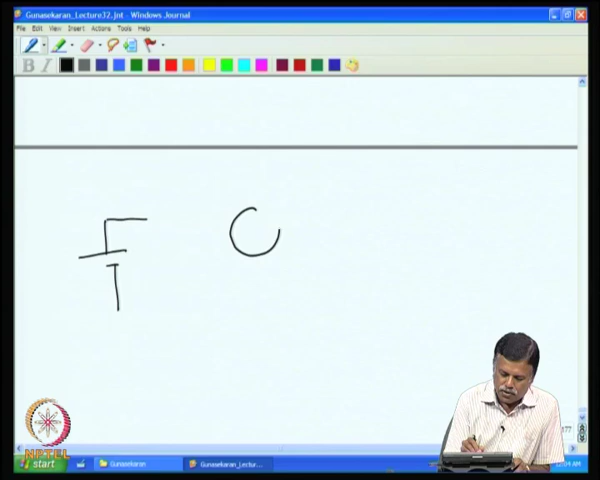 Gunasekaran_Lecture32.jnt - Windows Journal
File Edit View Insert Actions Tools Help
B I
NPTEL
start Gunasekaran Gunasekaran_Lectur...